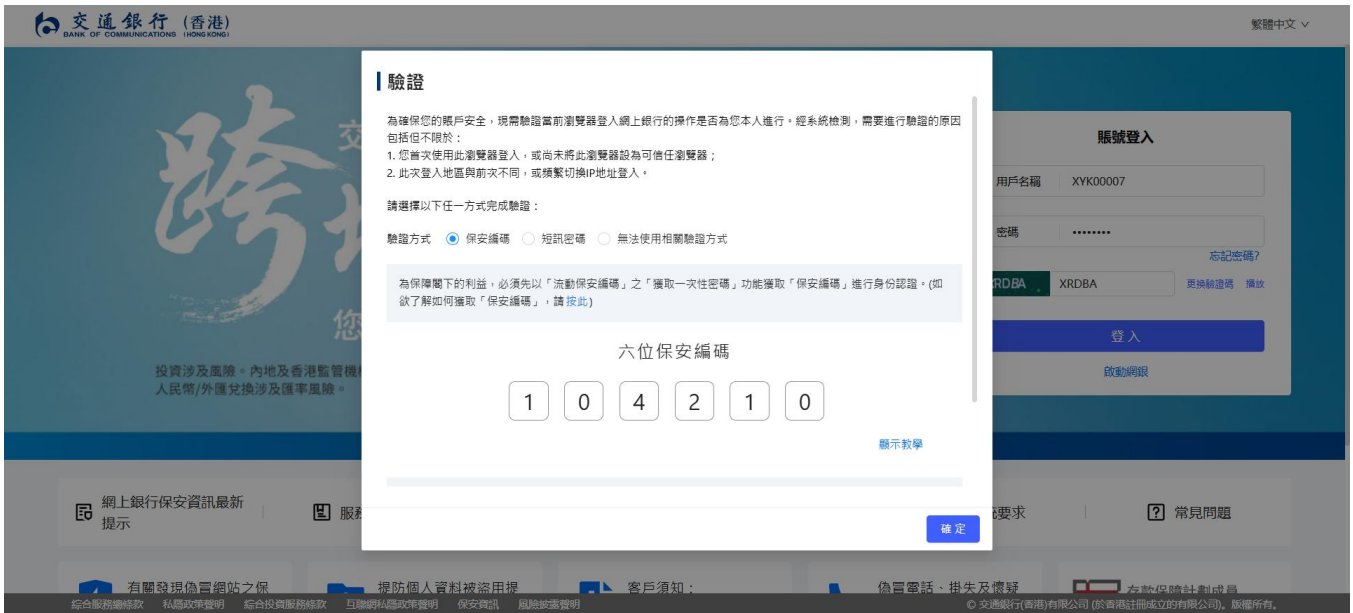 交通銀行 (香港)
BANK OF COMMUNICATIONS (HONG KONG)
繁體中文
跨
交
您
投資涉及風險。內地及香港監管機
人民幣/外匯兌換涉及匯率風險。
驗證
為確保您的賬戶安全，現需驗證當前瀏覽器登入網上銀行的操作是否為您本人進行。經系統檢測，需要進行驗證的原因
包括但不限於：
1. 您首次使用此瀏覽器登入，或尚未將此瀏覽器設為可信任瀏覽器；
2. 此次登入地區與前次不同，或頻繁切換IP地址登入。
請選擇以下任一方式完成驗證：
驗證方式 保安編碼 短訊密碼 無法使用相關驗證方式
為保障閣下的利益，必須先以「流動保安編碼」之「獲取一次性密碼」功能獲取「保安編碼」進行身份認證。(如
欲了解如何獲取「保安編碼」，請按此)
六位保安編碼
1 0 4 2 1 0
顯示教學
確定
賬號登入
用戶名稱 XYK00007
密碼 ••••••••
忘記密碼?
RDBA XRDBA 更換驗證碼 播放
登入
啟動網銀
網上銀行保安資訊最新
提示
服務
要求
常見問題
有關發現偽冒網站之保
提防個人資料被盜用提
客戶須知：
偽冒電話、掛失及懷疑
存款保障計劃成員
綜合服務總條款 私隱政策聲明 綜合投資服務條款 互聯網私隱政策聲明 保安資訊 風險披露聲明
© 交通銀行(香港)有限公司 (於香港註冊成立的有限公司)。版權所有。